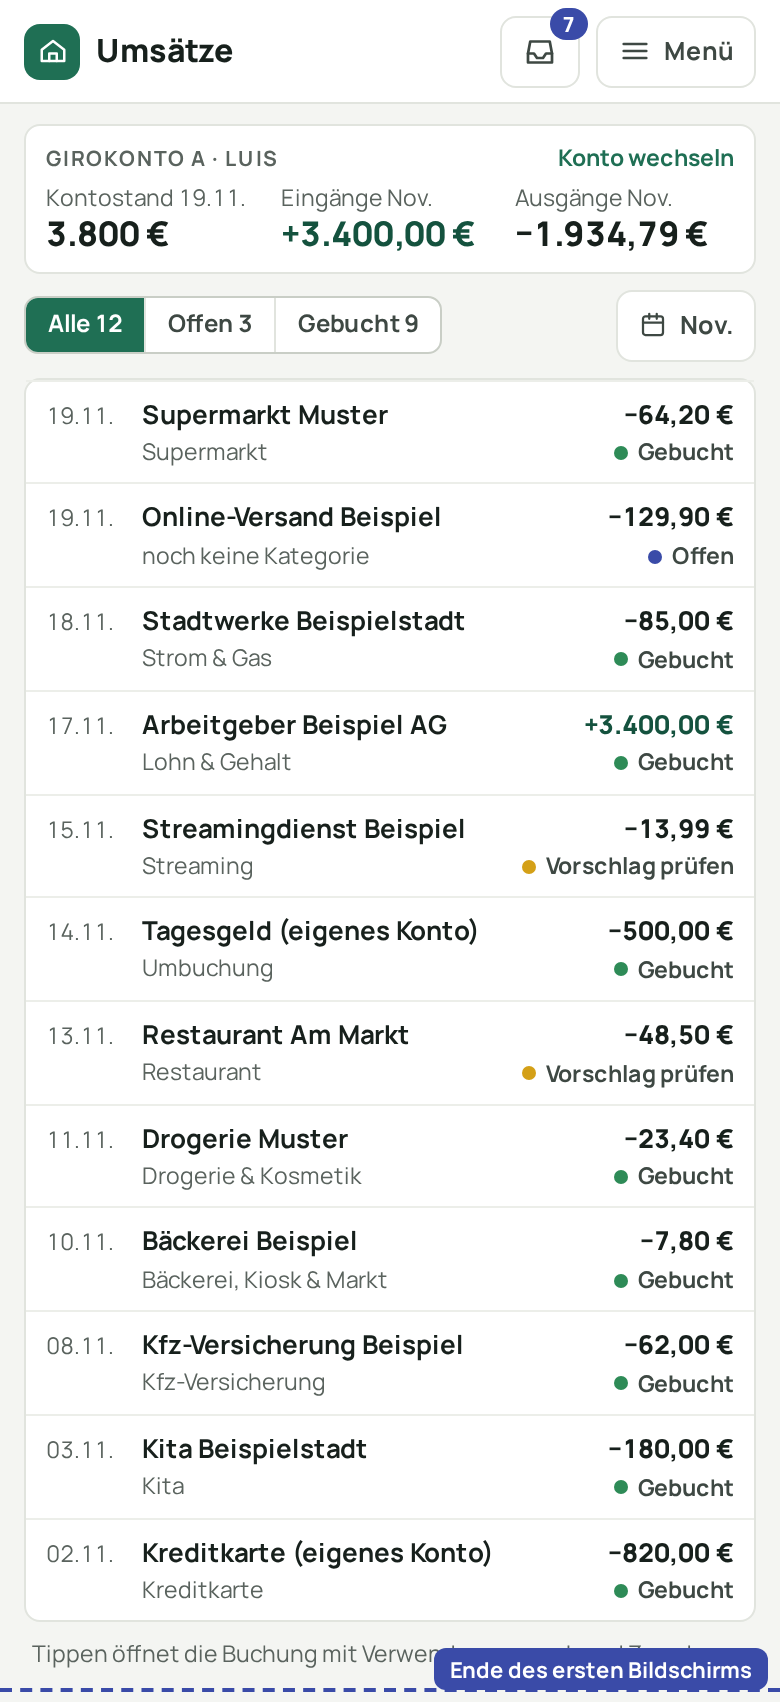 Umsätze
7
Menü
GIROKONTO A · LUIS
Konto wechseln
Kontostand 19.11. Eingänge Nov. Ausgänge Nov.
3.800 € +3.400,00 € −1.934,79 €
Alle 12 Offen 3 Gebucht 9 Nov.
19.11. Supermarkt Muster −64,20 €
Supermarkt Gebucht
19.11. Online-Versand Beispiel −129,90 €
noch keine Kategorie Offen
18.11. Stadtwerke Beispielstadt −85,00 €
Strom & Gas Gebucht
17.11. Arbeitgeber Beispiel AG +3.400,00 €
Lohn & Gehalt Gebucht
15.11. Streamingdienst Beispiel −13,99 €
Streaming Vorschlag prüfen
14.11. Tagesgeld (eigenes Konto) −500,00 €
Umbuchung Gebucht
13.11. Restaurant Am Markt −48,50 €
Restaurant Vorschlag prüfen
11.11. Drogerie Muster −23,40 €
Drogerie & Kosmetik Gebucht
10.11. Bäckerei Beispiel −7,80 €
Bäckerei, Kiosk & Markt Gebucht
08.11. Kfz-Versicherung Beispiel −62,00 €
Kfz-Versicherung Gebucht
03.11. Kita Beispielstadt −180,00 €
Kita Gebucht
02.11. Kreditkarte (eigenes Konto) −820,00 €
Kreditkarte Gebucht
Tippen öffnet die Buchung mit
Ende des ersten Bildschirms